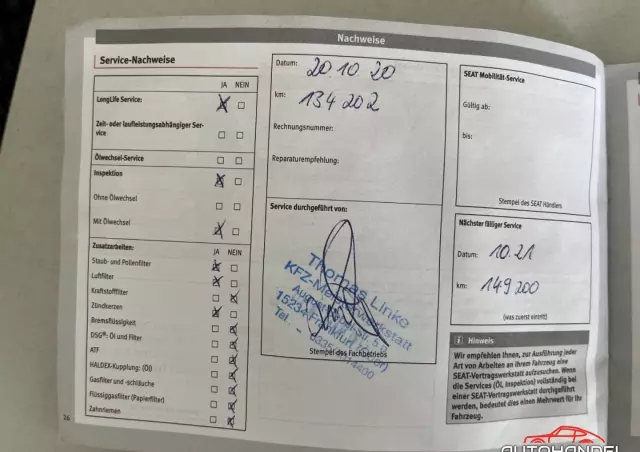 Nachweise
Service-Nachweise
JA NEIN
LongLife Service:
Zeit- oder laufleistungsabhängiger Ser-
vice
Ölwechsel-Service
Inspektion
Ohne Ölwechsel
Mit Ölwechsel
Zusatzarbeiten: JA NEIN
Staub- und Pollenfilter
Luftfilter
Kraftstofffilter
Zündkerzen
Bremsflüssigkeit
DSG®: Öl und Filter
ATF
HALDEX-Kupplung: (Öl)
Gasfilter und -schläuche
Flüssiggasfilter (Papierfilter)
Zahnriemen
Datum: 20.10.20
km: 134 202
Rechnungsnummer:
Reparaturempfehlung:
Service durchgeführt von:
Thomas Linke
KFZ-Meisterwerkstatt
15234 Frankfurt (Oder)
Tel.
Stempel des Fachbetriebs
SEAT Mobilität-Service
Gültig ab:
bis:
Stempel des SEAT Händlers
Nächster fälliger Service
Datum: 10.21
km: 149 200
(was zuerst eintritt)
i Hinweis
Wir empfehlen Ihnen, zur Ausführung jeder
Art von Arbeiten an Ihrem Fahrzeug eine
SEAT-Vertragswerkstatt aufzusuchen. Wenn
die Services (Öl, Inspektion) vollständig bei
einer SEAT-Vertragswerkstatt durchgeführt
werden, bedeutet dies einen Mehrwert für Ihr
Fahrzeug.
26
AUTOHANDEL